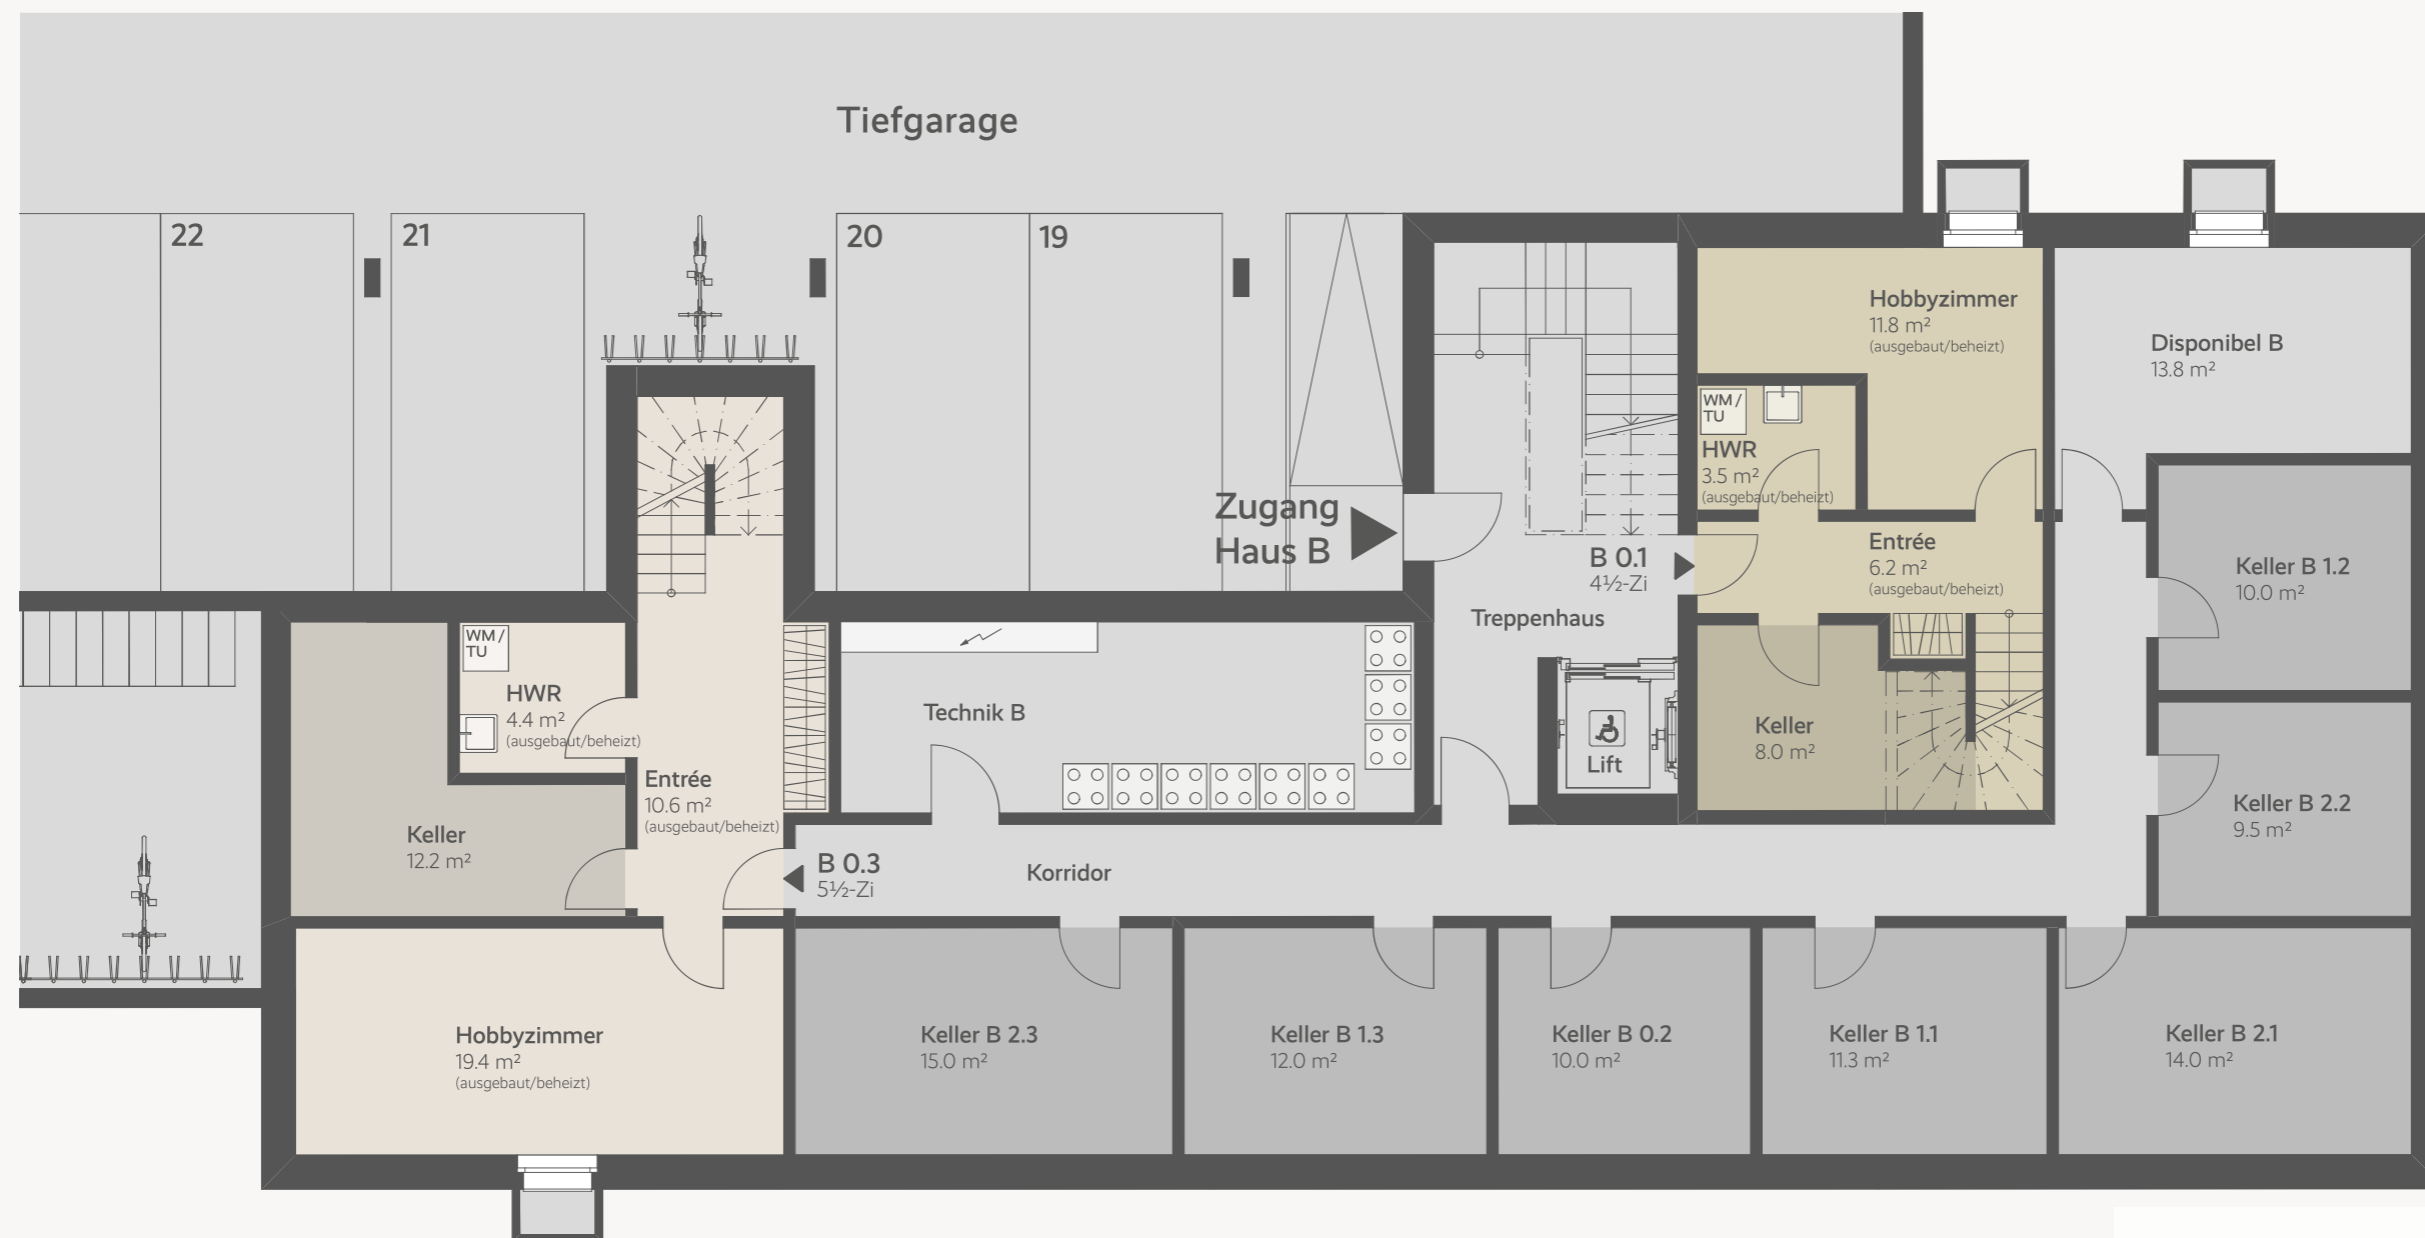 Tiefgarage
22
21
20
19
Zugang
Haus B
Hobbyzimmer
11.8 m²
(ausgebaut/beheizt)
Disponibel B
13.8 m²
WM /
TU
HWR
3.5 m²
(ausgebaut/beheizt)
B 0.1
4½-Zi
Entrée
6.2 m²
(ausgebaut/beheizt)
Keller B 1.2
10.0 m²
Treppenhaus
WM /
TU
HWR
4.4 m²
(ausgebaut/beheizt)
Technik B
Lift
Keller
8.0 m²
Entrée
10.6 m²
(ausgebaut/beheizt)
Keller B 2.2
9.5 m²
Keller
12.2 m²
B 0.3
5½-Zi
Korridor
Hobbyzimmer
19.4 m²
(ausgebaut/beheizt)
Keller B 2.3
15.0 m²
Keller B 1.3
12.0 m²
Keller B 0.2
10.0 m²
Keller B 1.1
11.3 m²
Keller B 2.1
14.0 m²